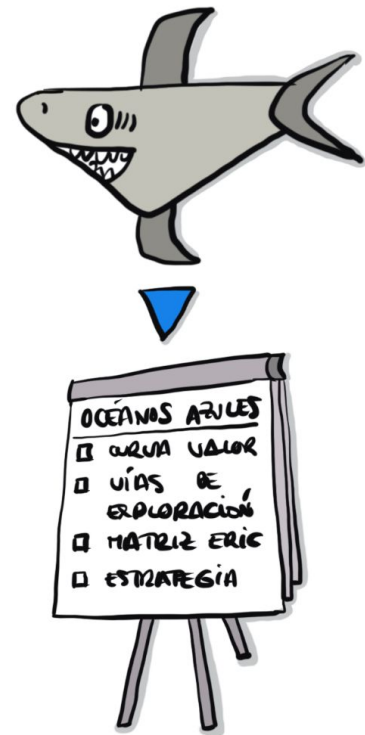 OCÉANOS AZULES
CURVA VALOR
VÍAS DE
EXPLORACIÓN
MATRIZ ERIC
ESTRATEGIA